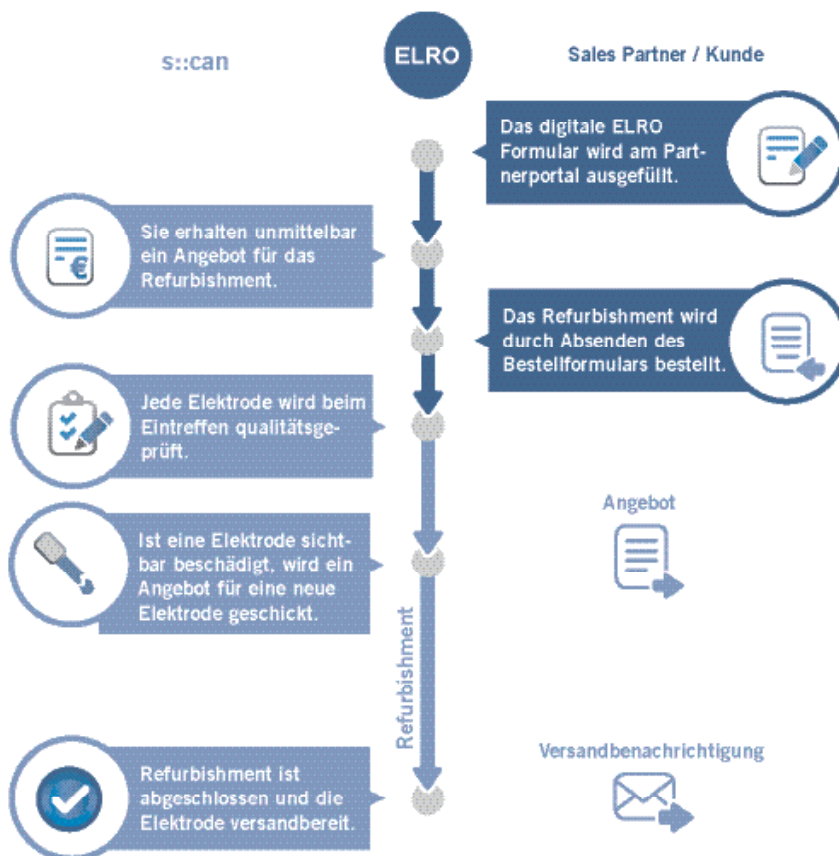 s::can
ELRO
Sales Partner / Kunde
Das digitale ELRO
Formular wird am Part-
nerportal ausgefüllt.
Sie erhalten unmittelbar
ein Angebot für das
Refurbishment.
€
Das Refurbishment wird
durch Absenden des
Bestellformulars bestellt.
Jede Elektrode wird beim
Eintreffen qualitätsge-
prüft.
Angebot
Ist eine Elektrode sicht-
bar beschädigt, wird ein
Angebot für eine neue
Elektrode geschickt.
Refurbishment
Versandbenachrichtigung
Refurbishment ist
abgeschlossen und die
Elektrode versandbereit.